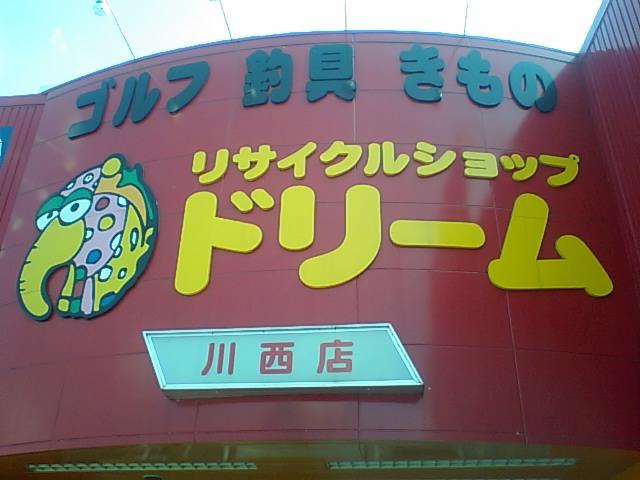 ゴルフ 釣具 きもの
リサイクルショップ
ドリーム
川西店